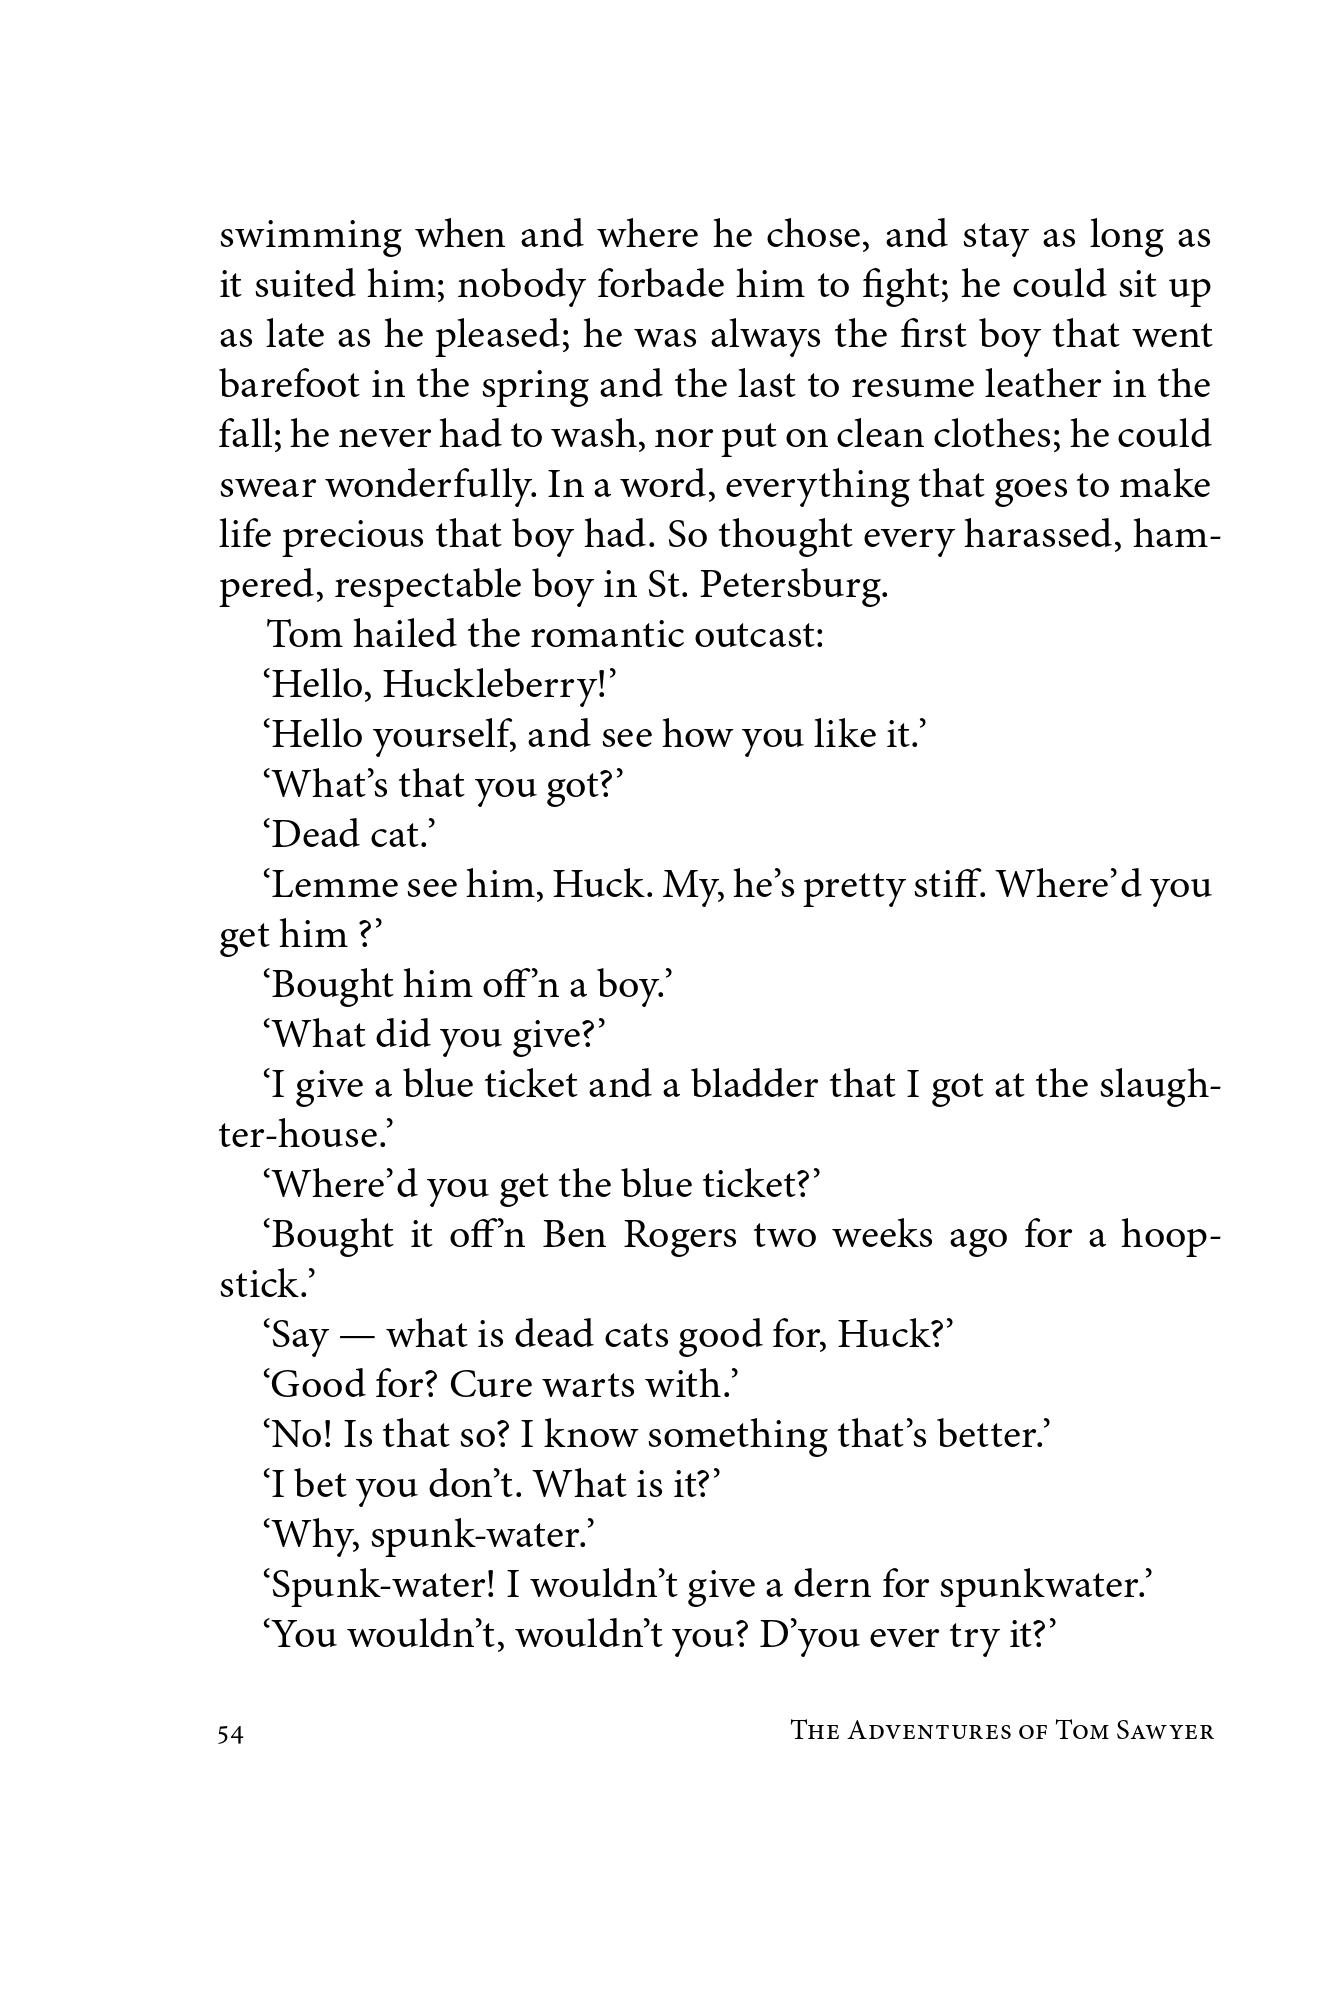 swimming when and where he chose, and stay as long as
it suited him; nobody forbade him to fight; he could sit up
as late as he pleased; he was always the first boy that went
barefoot in the spring and the last to resume leather in the
fall; he never had to wash, nor put on clean clothes; he could
swear wonderfully. In a word, everything that goes to make
life precious that boy had. So thought every harassed, ham-
pered, respectable boy in St. Petersburg.
Tom hailed the romantic outcast:
‘Hello, Huckleberry!’
‘Hello yourself, and see how you like it.’
‘What’s that you got?’
‘Dead cat.’
‘Lemme see him, Huck. My, he’s pretty stiff. Where’d you
get him ?’
‘Bought him off’n a boy.’
‘What did you give?’
‘I give a blue ticket and a bladder that I got at the slaugh-
ter-house.’
‘Where’d you get the blue ticket?’
‘Bought it off’n Ben Rogers two weeks ago for a hoop-
stick.’
‘Say — what is dead cats good for, Huck?’
‘Good for? Cure warts with.’
‘No! Is that so? I know something that’s better.’
‘I bet you don’t. What is it?’
‘Why, spunk-water.’
‘Spunk-water! I wouldn’t give a dern for spunkwater.’
‘You wouldn’t, wouldn’t you? D’you ever try it?’
54 The Adventures of Tom Sawyer